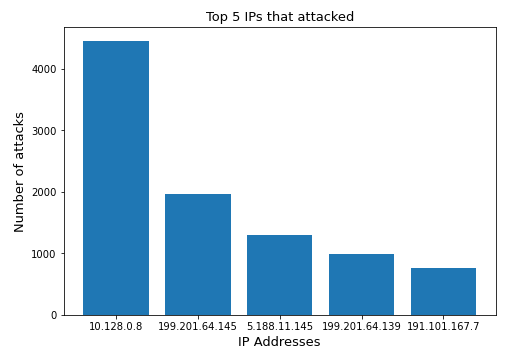 Top 5 IPs that attacked
Number of attacks
4000
3000
2000
1000
0
10.128.0.8 199.201.64.145 5.188.11.145 199.201.64.139 191.101.167.7
IP Addresses